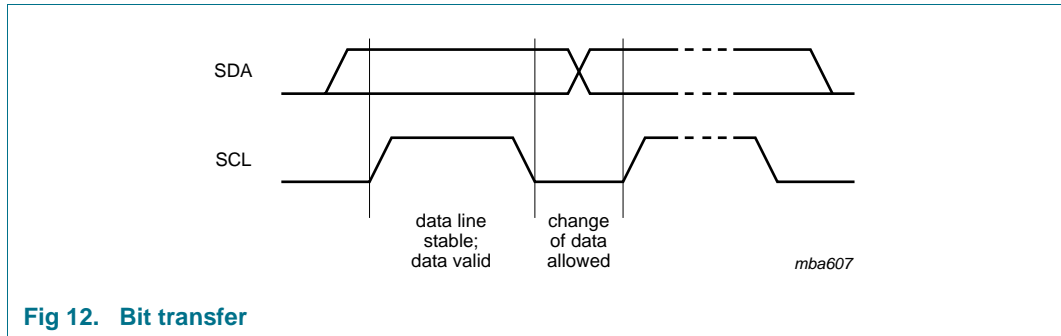 SDA
SCL
data line
stable;
data valid
change
of data
allowed
mba607
Fig 12. Bit transfer